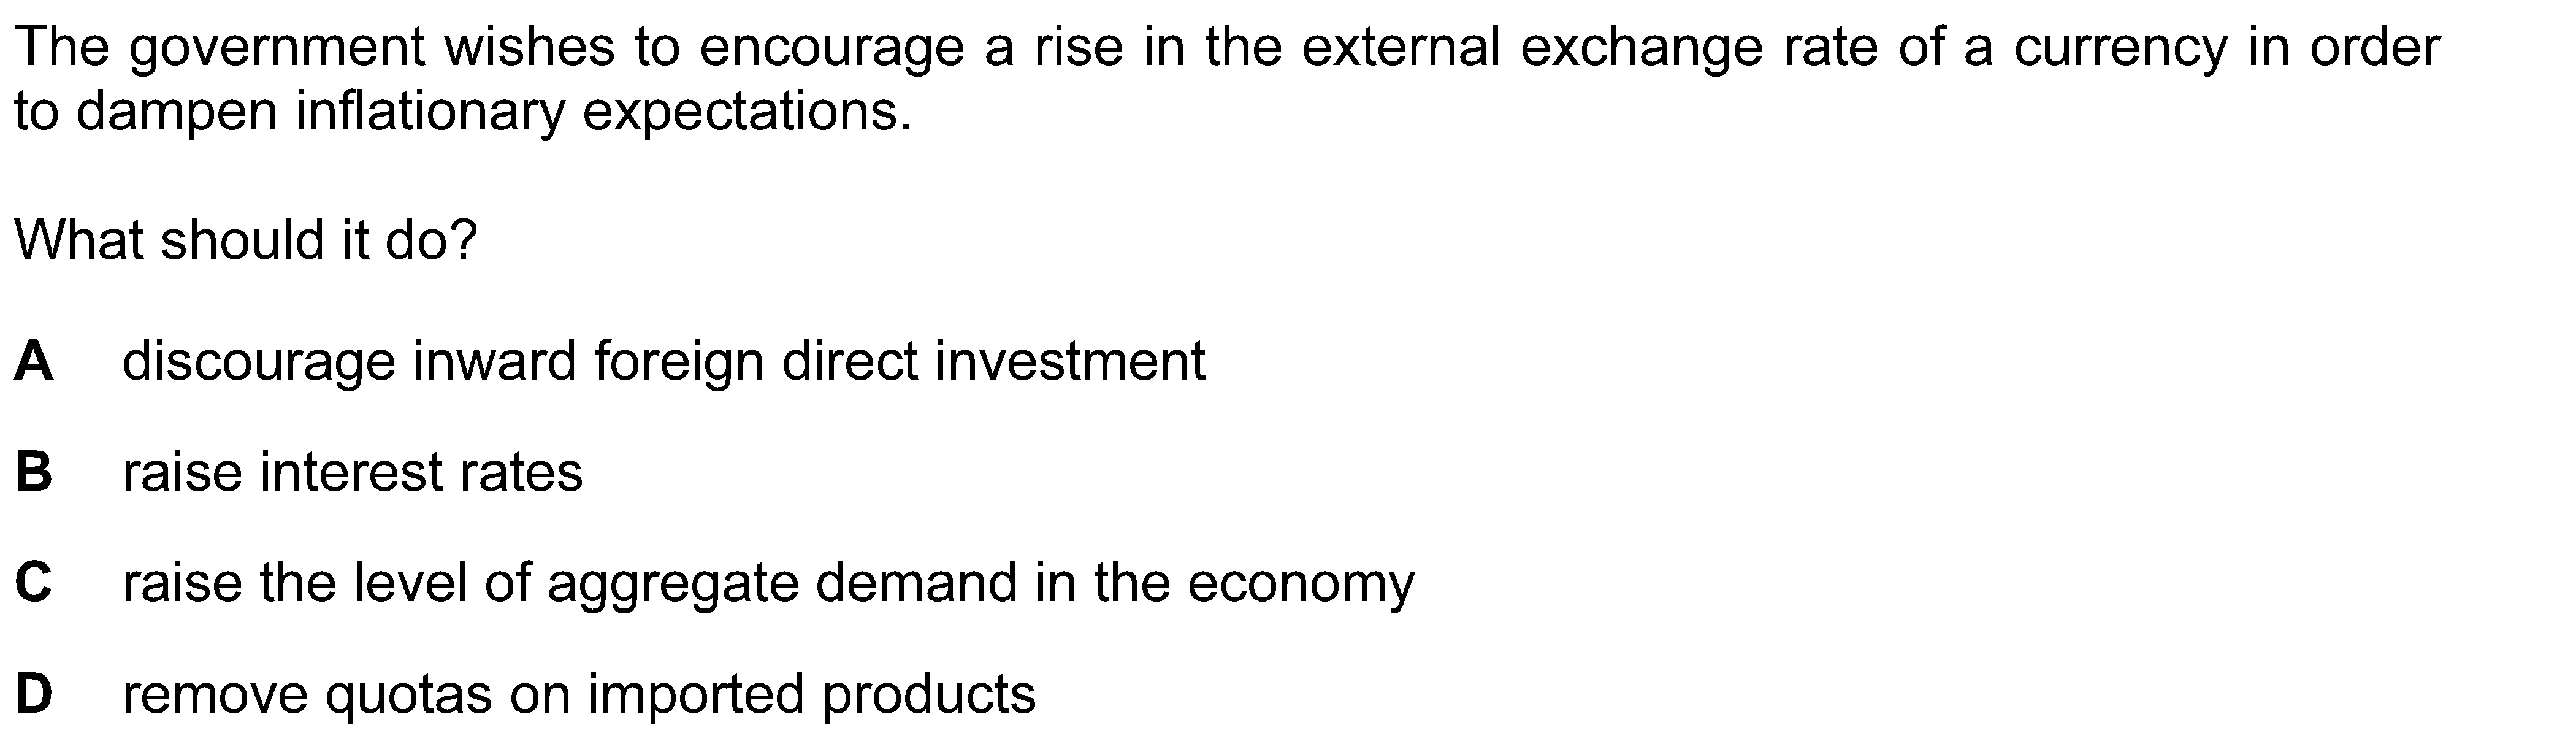 The government wishes to encourage a rise in the external exchange rate of a currency in order
to dampen inflationary expectations.
What should it do?
A discourage inward foreign direct investment
B raise interest rates
C raise the level of aggregate demand in the economy
D remove quotas on imported products